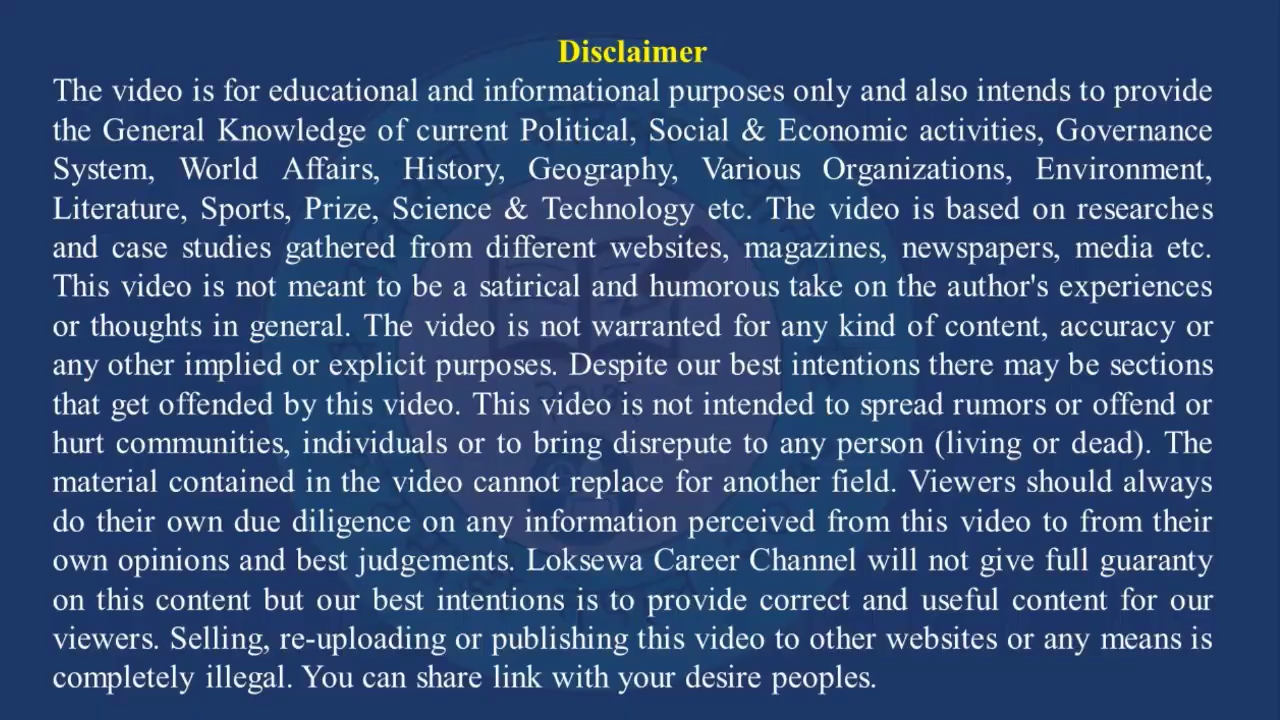 Disclaimer
The video is for educational and informational purposes only and also intends to provide
the General Knowledge of current Political, Social & Economic activities, Governance
System, World Affairs, History, Geography, Various Organizations, Environment,
Literature, Sports, Prize, Science & Technology etc. The video is based on researches
and case studies gathered from different websites, magazines, newspapers, media etc.
This video is not meant to be a satirical and humorous take on the author's experiences
or thoughts in general. The video is not warranted for any kind of content, accuracy or
any other implied or explicit purposes. Despite our best intentions there may be sections
that get offended by this video. This video is not intended to spread rumors or offend or
hurt communities, individuals or to bring disrepute to any person (living or dead). The
material contained in the video cannot replace for another field. Viewers should always
do their own due diligence on any information perceived from this video to from their
own opinions and best judgements. Loksewa Career Channel will not give full guaranty
on this content but our best intentions is to provide correct and useful content for our
viewers. Selling, re-uploading or publishing this video to other websites or any means is
completely illegal. You can share link with your desire peoples.